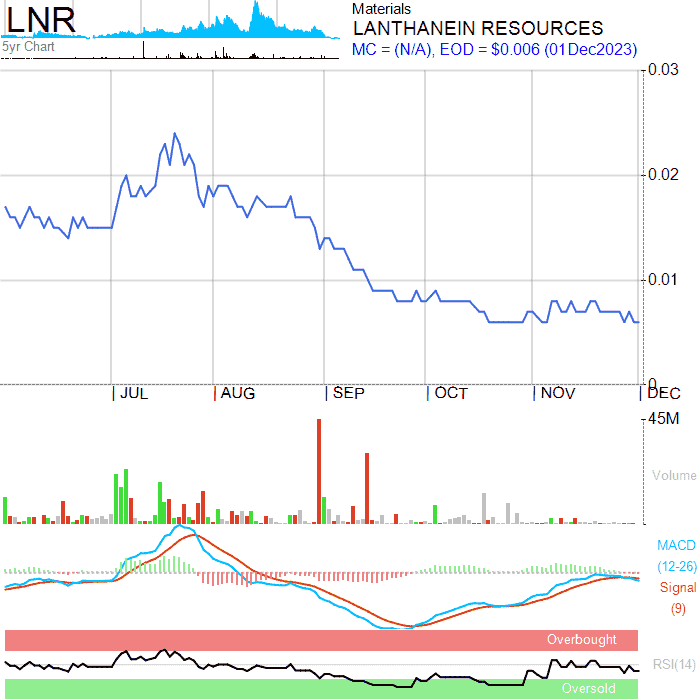 LNR
5yr Chart
Materials
LANTHANEIN RESOURCES
MC = (N/A), EOD = $0.006 (01Dec2023)
0.03
0.02
0.01
0
JUL AUG SEP OCT NOV DEC
45M
Volume
MACD
(12-26)
Signal
(9)
Overbought
RSI(14)
Oversold